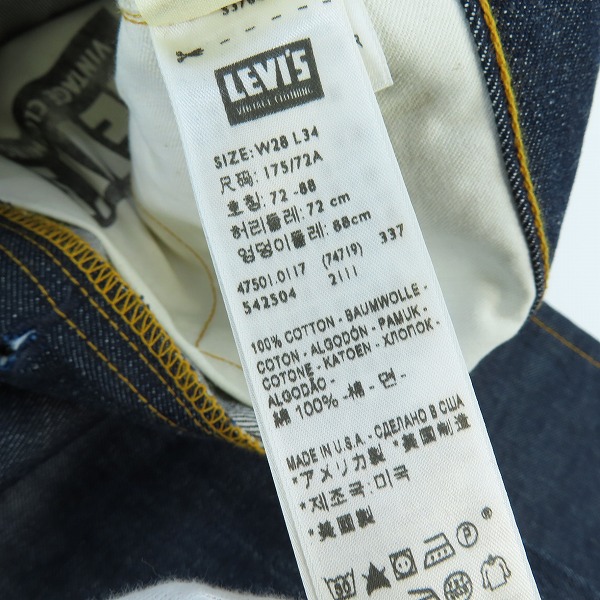 LEVI'S
VINTAGE CLOTHING
SIZE: W28 L34
尺码: 175/72A
호칭: 72 -88
허리둘레: 72 cm
엉덩이둘레: 88cm
47501.0117 (74719) 337
542504 2111
100% COTTON - BAUMWOLLE -
COTON - ALGODÓN - PAMUK -
COTONE - KATOEN - ХЛОПОК -
ALGODÃO -
綿 100% -棉- 면 -
MADE IN U.S.A. - СДЕЛАНО В США
*アメリカ製 *美國制造
*제조국:미국
*美國製